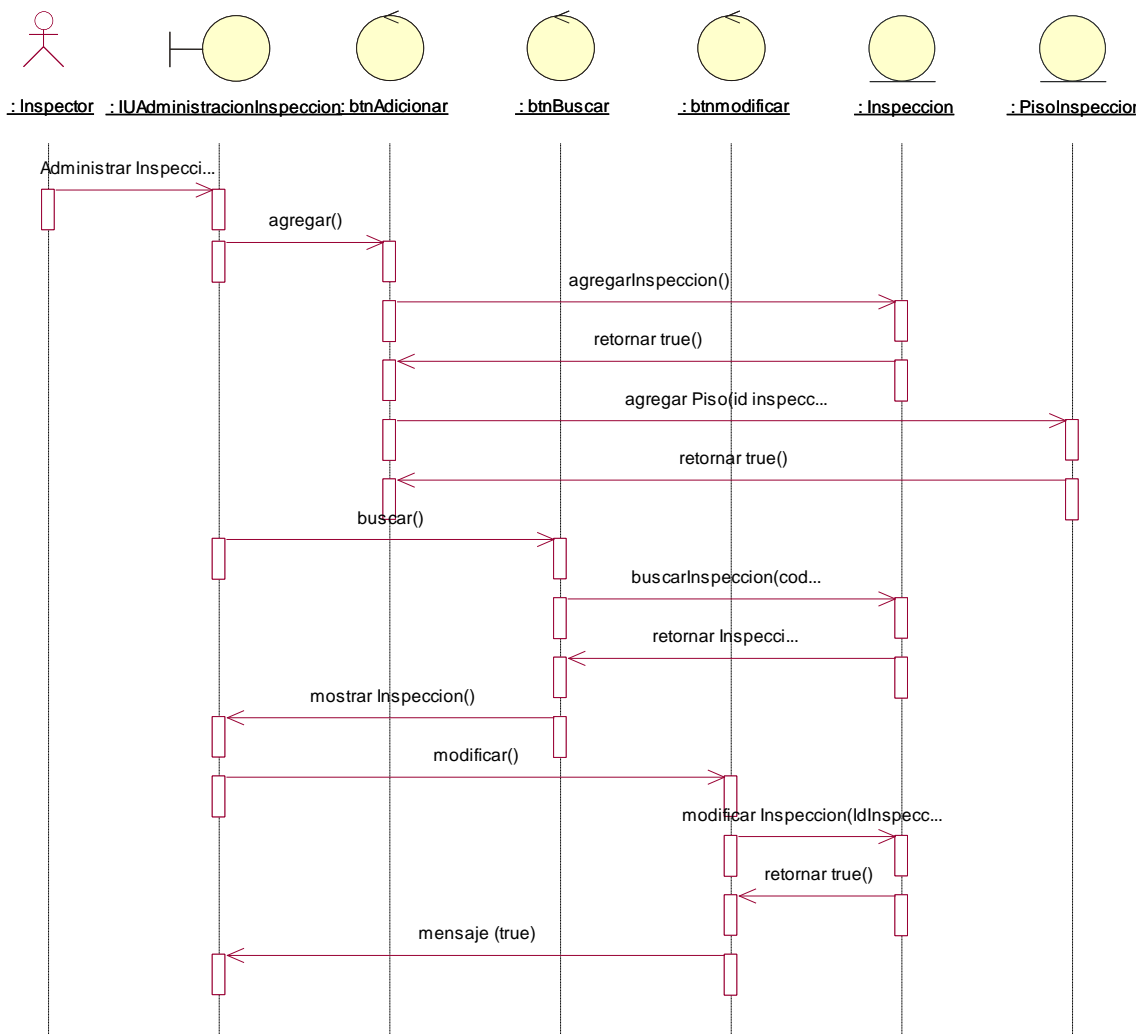 : Inspector
: IUAdministracionInspeccion
: btnAdicionar
: btnBuscar
: btnmodificar
: Inspeccion
: PisoInspeccion
Administrar Inspecci...
agregar()
agregarInspeccion()
retornar true()
agregar Piso(id inspecc...
retornar true()
buscar()
buscarInspeccion(cod...
retornar Inspecci...
mostrar Inspeccion()
modificar()
modificar Inspeccion(IdInspecc...
retornar true()
mensaje (true)